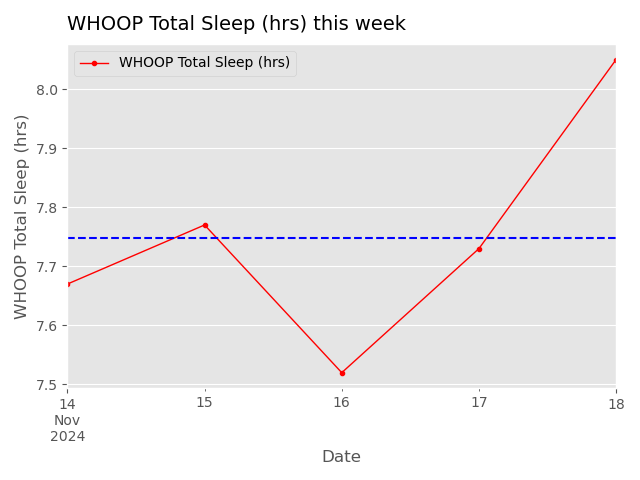 WHOOP Total Sleep (hrs) this week
WHOOP Total Sleep (hrs)
WHOOP Total Sleep (hrs)
8.0
7.9
7.8
7.7
7.6
7.5
14 15 16 17 18
Nov
2024
Date